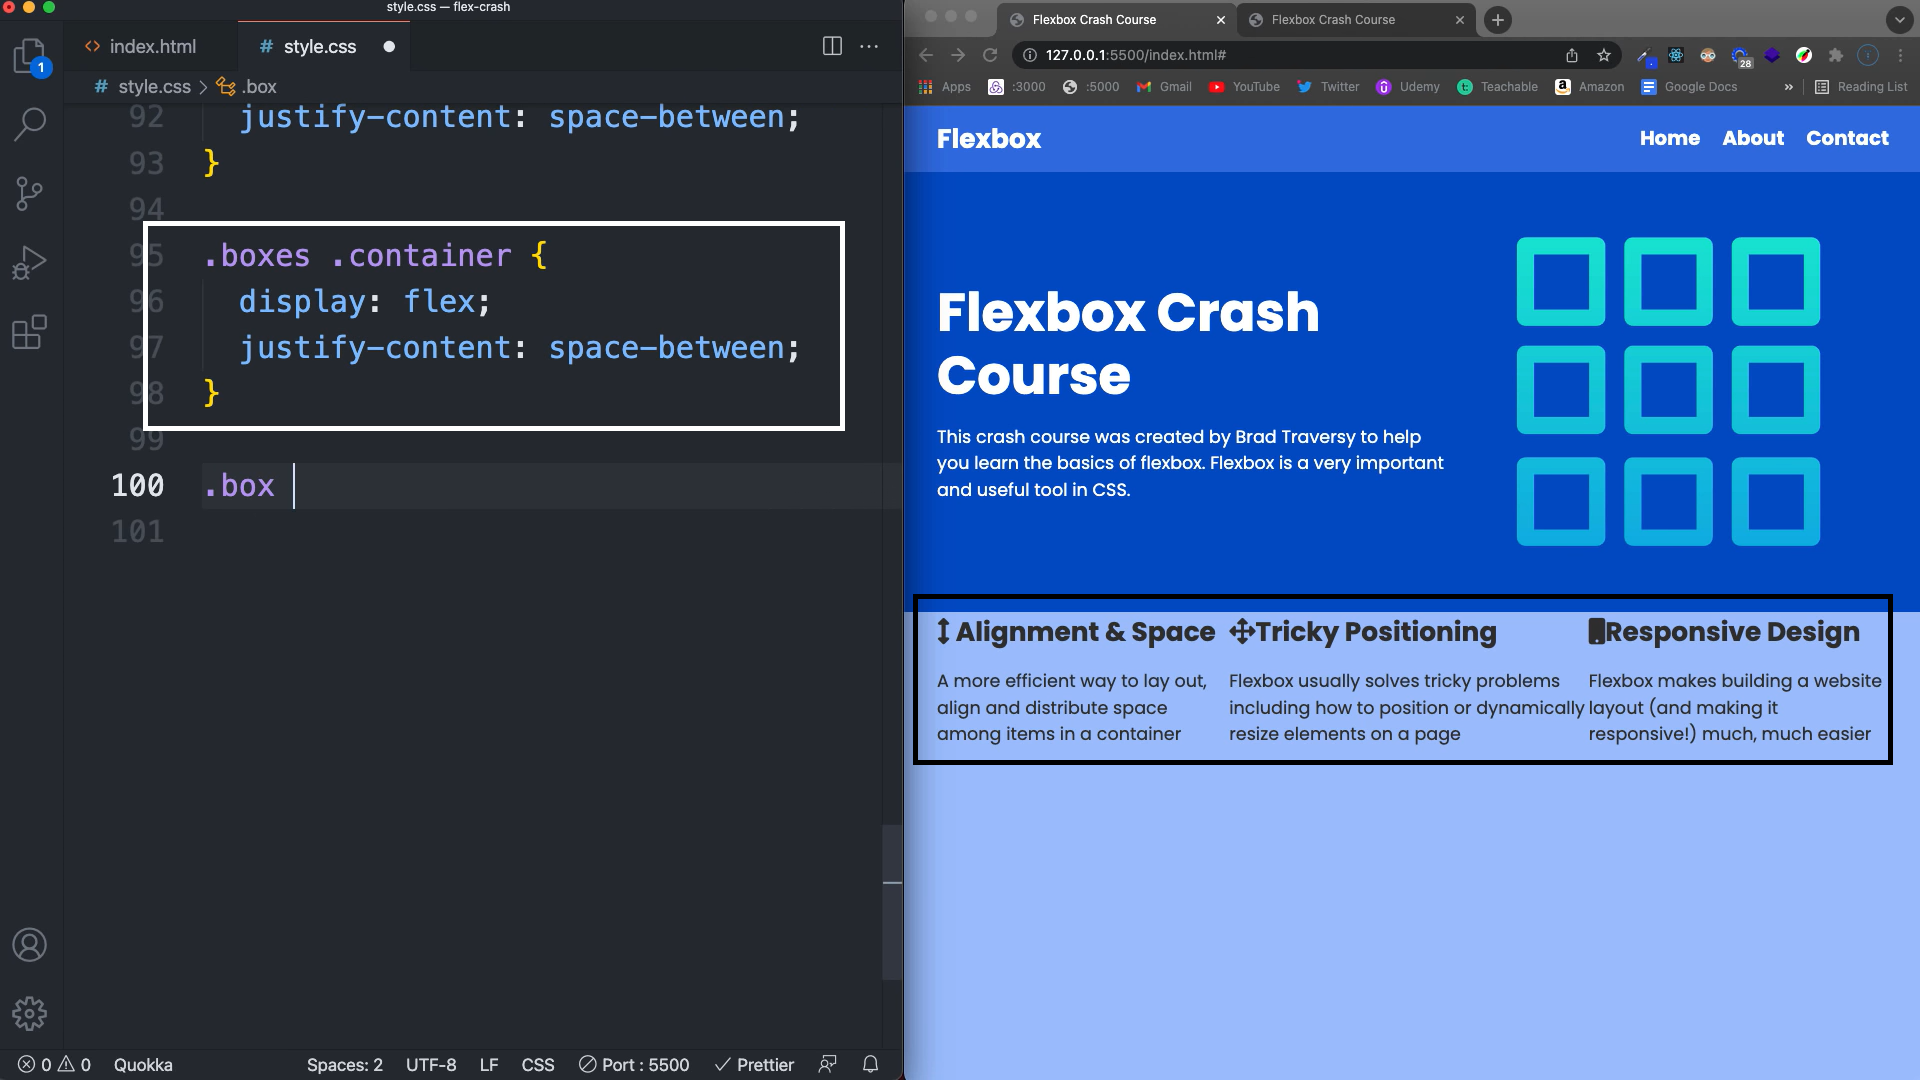 style.css — flex-crash
index.html
# style.css
1
# style.css > .box
92 justify-content: space-between;
93 }
94
95 .boxes .container {
96 display: flex;
97 justify-content: space-between;
98 }
99
100 .box
101
0 0 Quokka Spaces: 2 UTF-8 LF CSS Port : 5500 Prettier
Flexbox Crash Course
Flexbox Crash Course
127.0.0.1:5500/index.html#
28
Apps :3000 :5000 Gmail YouTube Twitter Udemy Teachable Amazon Google Docs » Reading List
Flexbox Home About Contact
Flexbox Crash
Course
This crash course was created by Brad Traversy to help
you learn the basics of flexbox. Flexbox is a very important
and useful tool in CSS.
Alignment & Space
A more efficient way to lay out,
align and distribute space
among items in a container
Tricky Positioning
Flexbox usually solves tricky problems
including how to position or dynamically
resize elements on a page
Responsive Design
Flexbox makes building a website
layout (and making it
responsive!) much, much easier